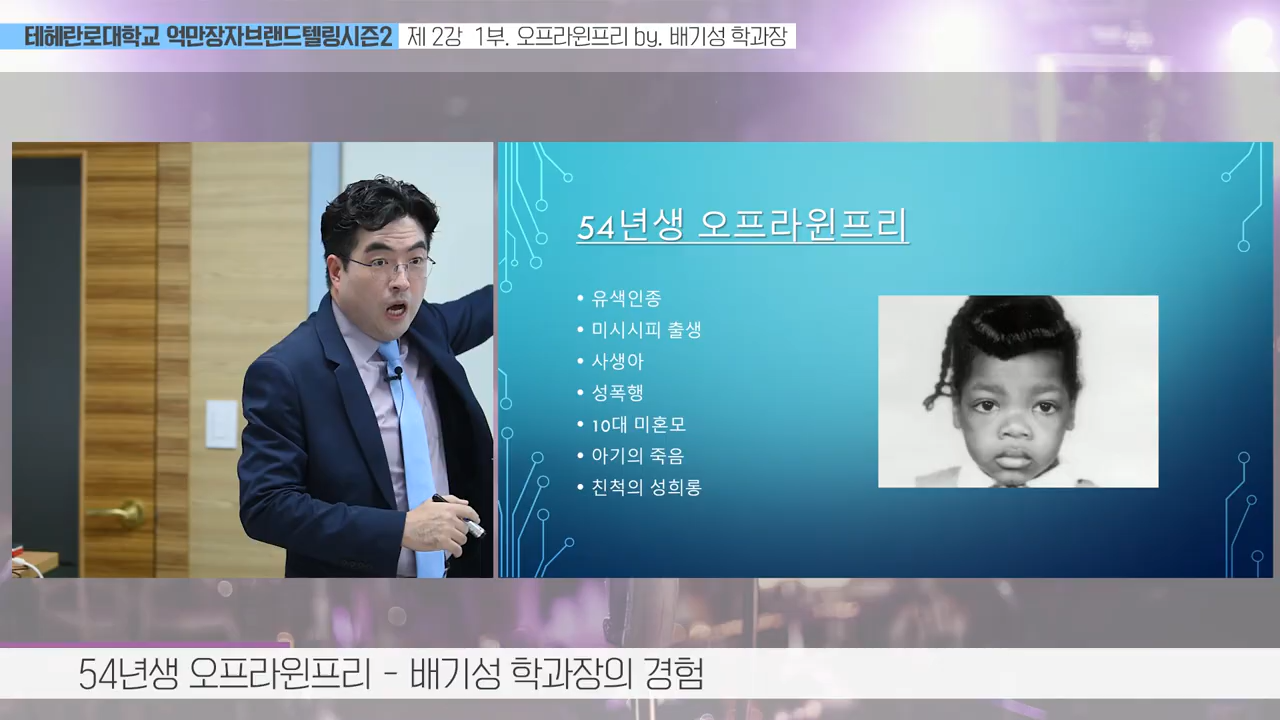 테헤란로대학교 억만장자브랜드텔링시즌2 제 2강 1부. 오프라윈프리 by. 배기성 학과장
54년생 오프라윈프리
• 유색인종
• 미시시피 출생
• 사생아
• 성폭행
• 10대 미혼모
• 아기의 죽음
• 친척의 성희롱
54년생 오프라윈프리 - 배기성 학과장의 경험